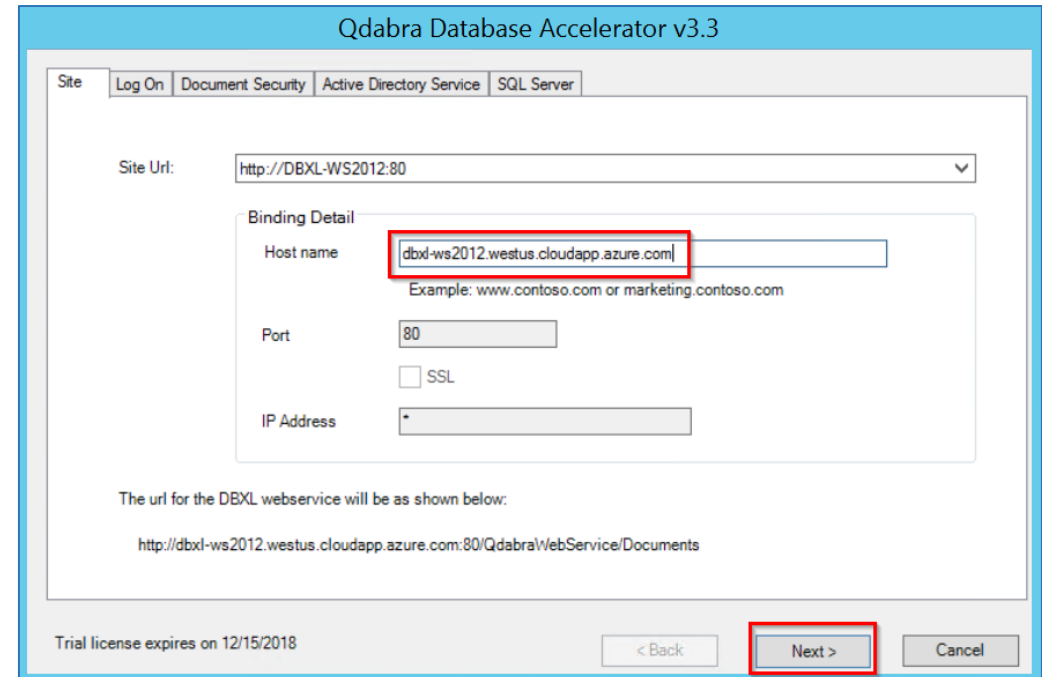 Qdabra Database Accelerator v3.3
Site Log On Document Security Active Directory Service SQL Server
Site Url: http://DBXL-WS2012:80
Binding Detail
Host name dbxl-ws2012.westus.cloudapp.azure.com
Example: www.contoso.com or marketing.contoso.com
Port 80
SSL
IP Address *
The url for the DBXL webservice will be as shown below:
http://dbxl-ws2012.westus.cloudapp.azure.com:80/QdabraWebService/Documents
Trial license expires on 12/15/2018 < Back Next > Cancel